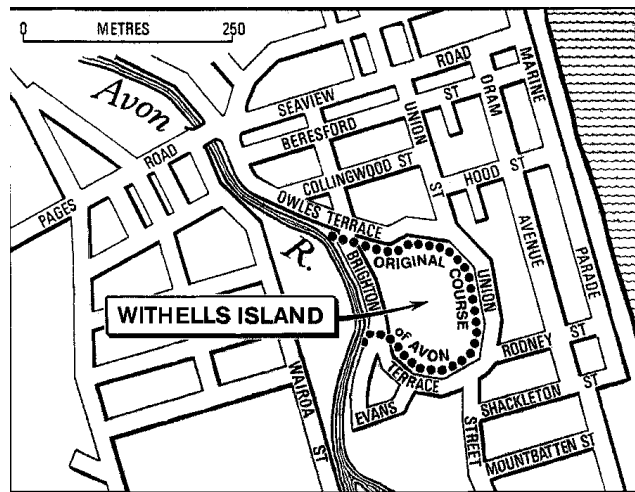 0 METRES 250
Avon
R.
PAGES ROAD
SEAVIEW ROAD
BERESFORD ST
COLLINGWOOD ST
HOOD ST
UNION ST
ORAM AVENUE
MARINE PARADE
OWLES TERRACE
BRIGHTON TERRACE
ORIGINAL COURSE
OF AVON
UNION STREET
WITHELLS ISLAND
RODNEY ST
SHACKLETON ST
MOUNTBATTEN ST
EVANS
WAIROA ST